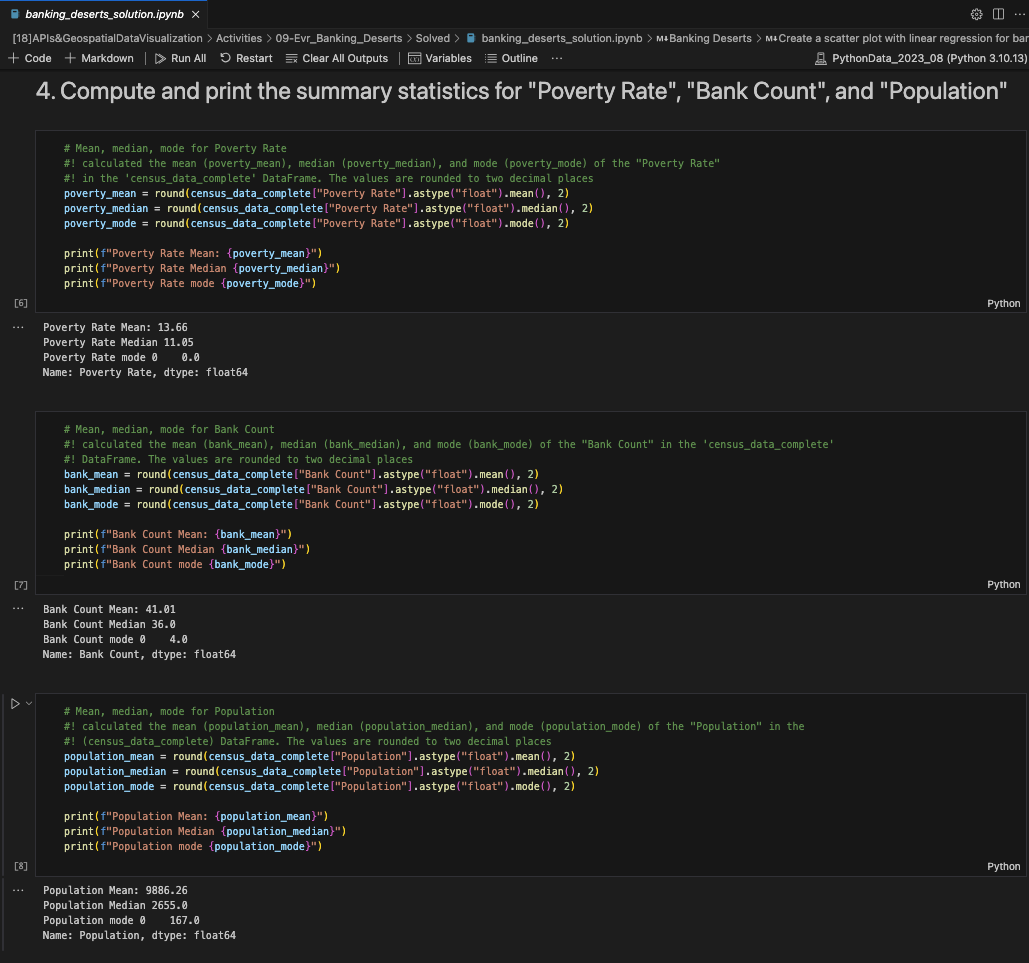 banking_deserts_solution.ipynb ×
[18]APIs&GeospatialDataVisualization > Activities > 09-Evr_Banking_Deserts > Solved > banking_deserts_solution.ipynb > M↓Banking Deserts > M↓Create a scatter plot with linear regression for bar
+ Code + Markdown Run All Restart Clear All Outputs Variables Outline ··· PythonData_2023_08 (Python 3.10.13)
4. Compute and print the summary statistics for "Poverty Rate", "Bank Count", and "Population"
# Mean, median, mode for Poverty Rate
#! calculated the mean (poverty_mean), median (poverty_median), and mode (poverty_mode) of the "Poverty Rate"
#! in the 'census_data_complete' DataFrame. The values are rounded to two decimal places
poverty_mean = round(census_data_complete["Poverty Rate"].astype("float").mean(), 2)
poverty_median = round(census_data_complete["Poverty Rate"].astype("float").median(), 2)
poverty_mode = round(census_data_complete["Poverty Rate"].astype("float").mode(), 2)
print(f"Poverty Rate Mean: {poverty_mean}")
print(f"Poverty Rate Median {poverty_median}")
print(f"Poverty Rate mode {poverty_mode}")
[6]
Python
Poverty Rate Mean: 13.66
Poverty Rate Median 11.05
Poverty Rate mode 0    0.0
Name: Poverty Rate, dtype: float64
# Mean, median, mode for Bank Count
#! calculated the mean (bank_mean), median (bank_median), and mode (bank_mode) of the "Bank Count" in the 'census_data_complete'
#! DataFrame. The values are rounded to two decimal places
bank_mean = round(census_data_complete["Bank Count"].astype("float").mean(), 2)
bank_median = round(census_data_complete["Bank Count"].astype("float").median(), 2)
bank_mode = round(census_data_complete["Bank Count"].astype("float").mode(), 2)
print(f"Bank Count Mean: {bank_mean}")
print(f"Bank Count Median {bank_median}")
print(f"Bank Count mode {bank_mode}")
[7]
Python
Bank Count Mean: 41.01
Bank Count Median 36.0
Bank Count mode 0    4.0
Name: Bank Count, dtype: float64
# Mean, median, mode for Population
#! calculated the mean (population_mean), median (population_median), and mode (population_mode) of the "Population" in the
#! (census_data_complete) DataFrame. The values are rounded to two decimal places
population_mean = round(census_data_complete["Population"].astype("float").mean(), 2)
population_median = round(census_data_complete["Population"].astype("float").median(), 2)
population_mode = round(census_data_complete["Population"].astype("float").mode(), 2)
print(f"Population Mean: {population_mean}")
print(f"Population Median {population_median}")
print(f"Population mode {population_mode}")
[8]
Python
Population Mean: 9886.26
Population Median 2655.0
Population mode 0    167.0
Name: Population, dtype: float64